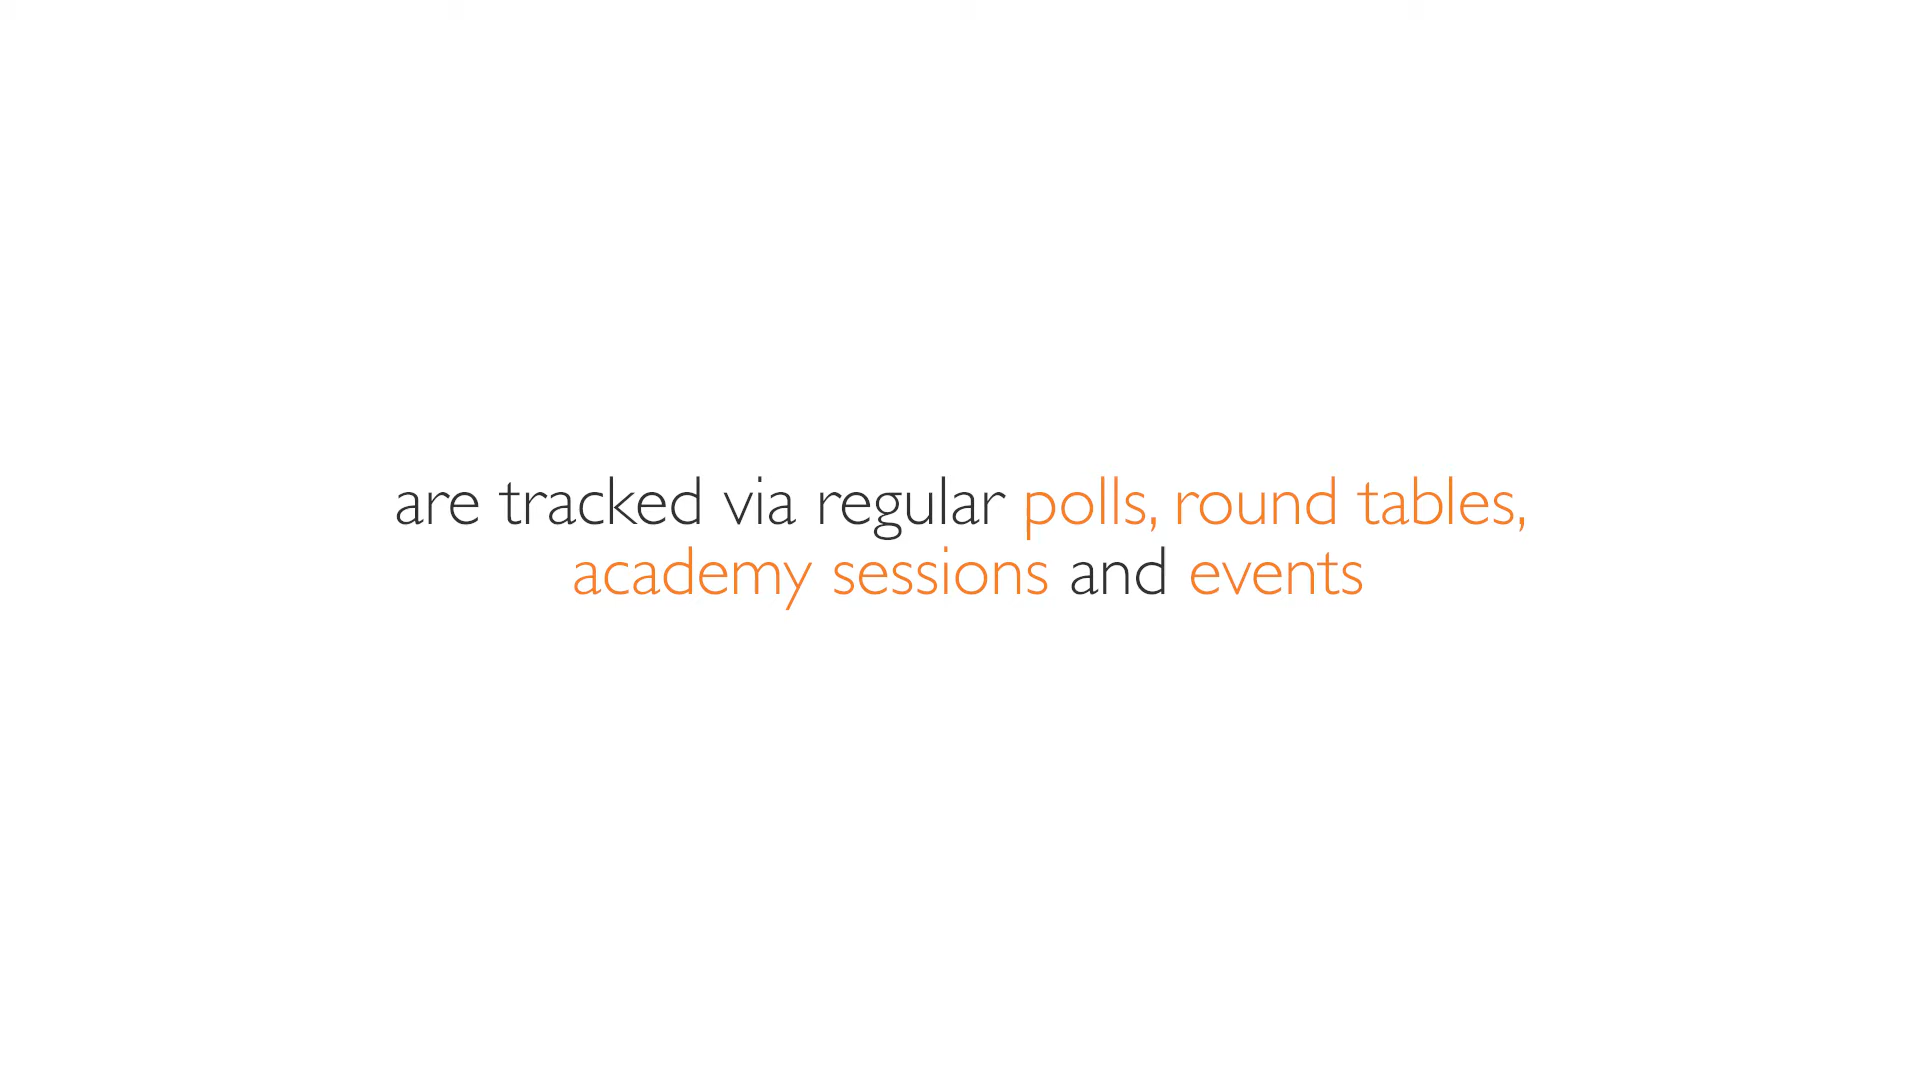 are tracked via regular polls, round tables,
academy sessions and events